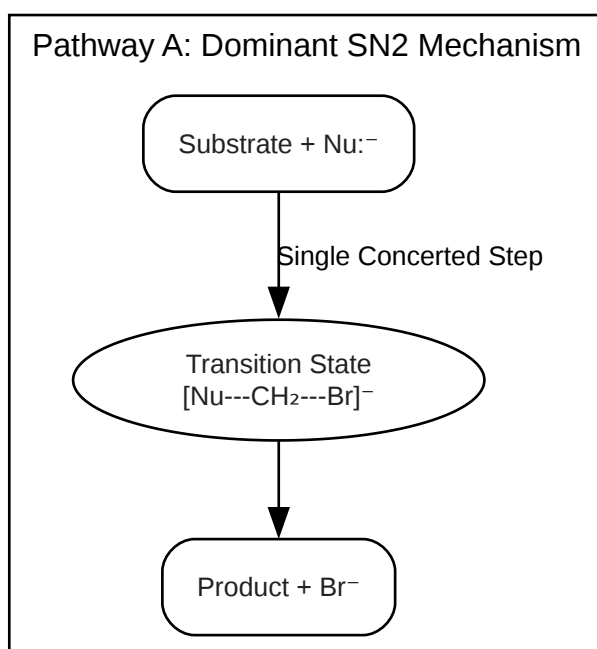 Pathway A: Dominant SN2 Mechanism
Substrate + Nu:⁻
Single Concerted Step
Transition State
[Nu---CH₂---Br]⁻
Product + Br⁻